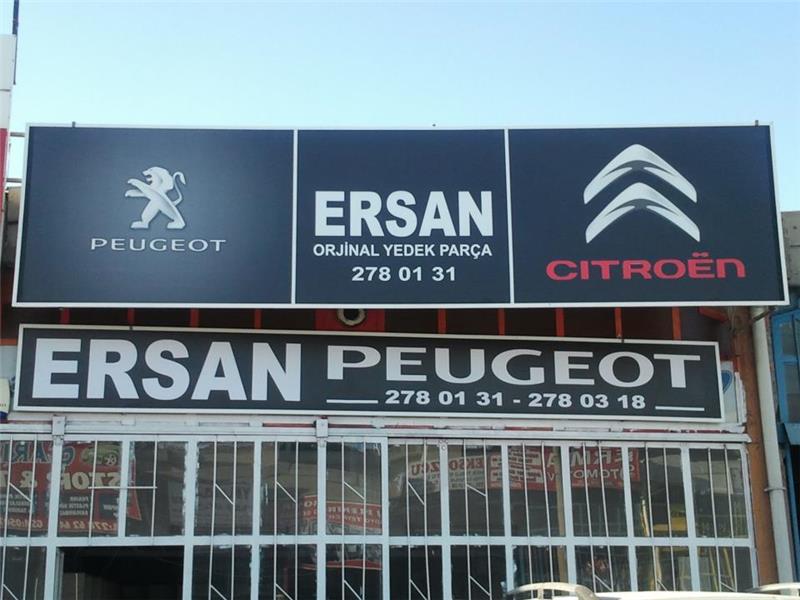 PEUGEOT
ERSAN
ORJİNAL YEDEK PARÇA
278 01 31
CITROËN
ERSAN PEUGEOT
278 01 31 - 278 03 18